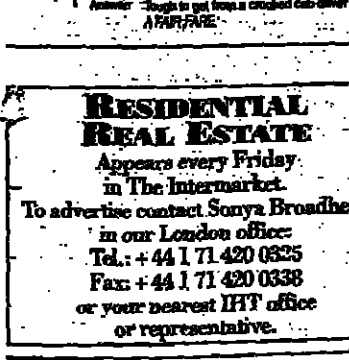 Answer Tough to get from a crooked cab driver
A FAIR FARE
RESIDENTIAL
REAL ESTATE
Appears every Friday
in The Intermarket.
To advertise contact Sonya Broadhe
in our London office:
Tel.: + 44 1 71 420 0325
Fax: + 44 1 71 420 0338
or your nearest IHT office
or representative.